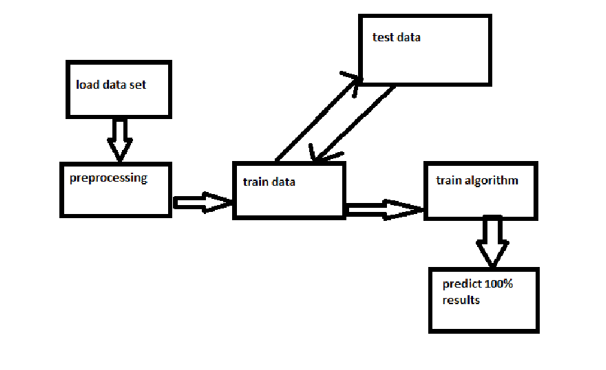 test data
load data set
preprocessing
train data
train algorithm
predict 100%
results